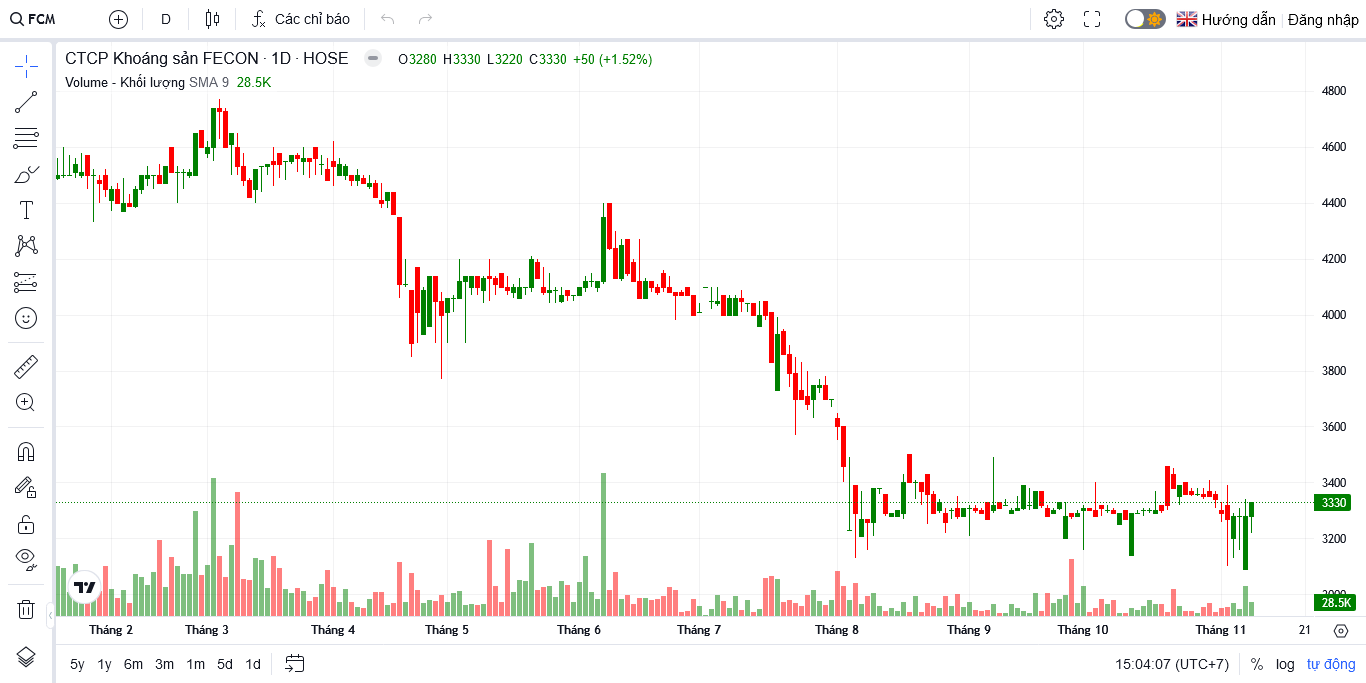 FCM
D
Các chỉ báo
Hướng dẫn
Đăng nhập
CTCP Khoáng sản FECON · 1D · HOSE
O3280 H3330 L3220 C3330 +50 (+1.52%)
Volume - Khối lượng SMA 9 28.5K
4800
4600
4400
4200
4000
3800
3600
3400
3330
3200
3000
28.5K
Tháng 2 Tháng 3 Tháng 4 Tháng 5 Tháng 6 Tháng 7 Tháng 8 Tháng 9 Tháng 10 Tháng 11 21
5y 1y 6m 3m 1m 5d 1d
15:04:07 (UTC+7) % log tự động